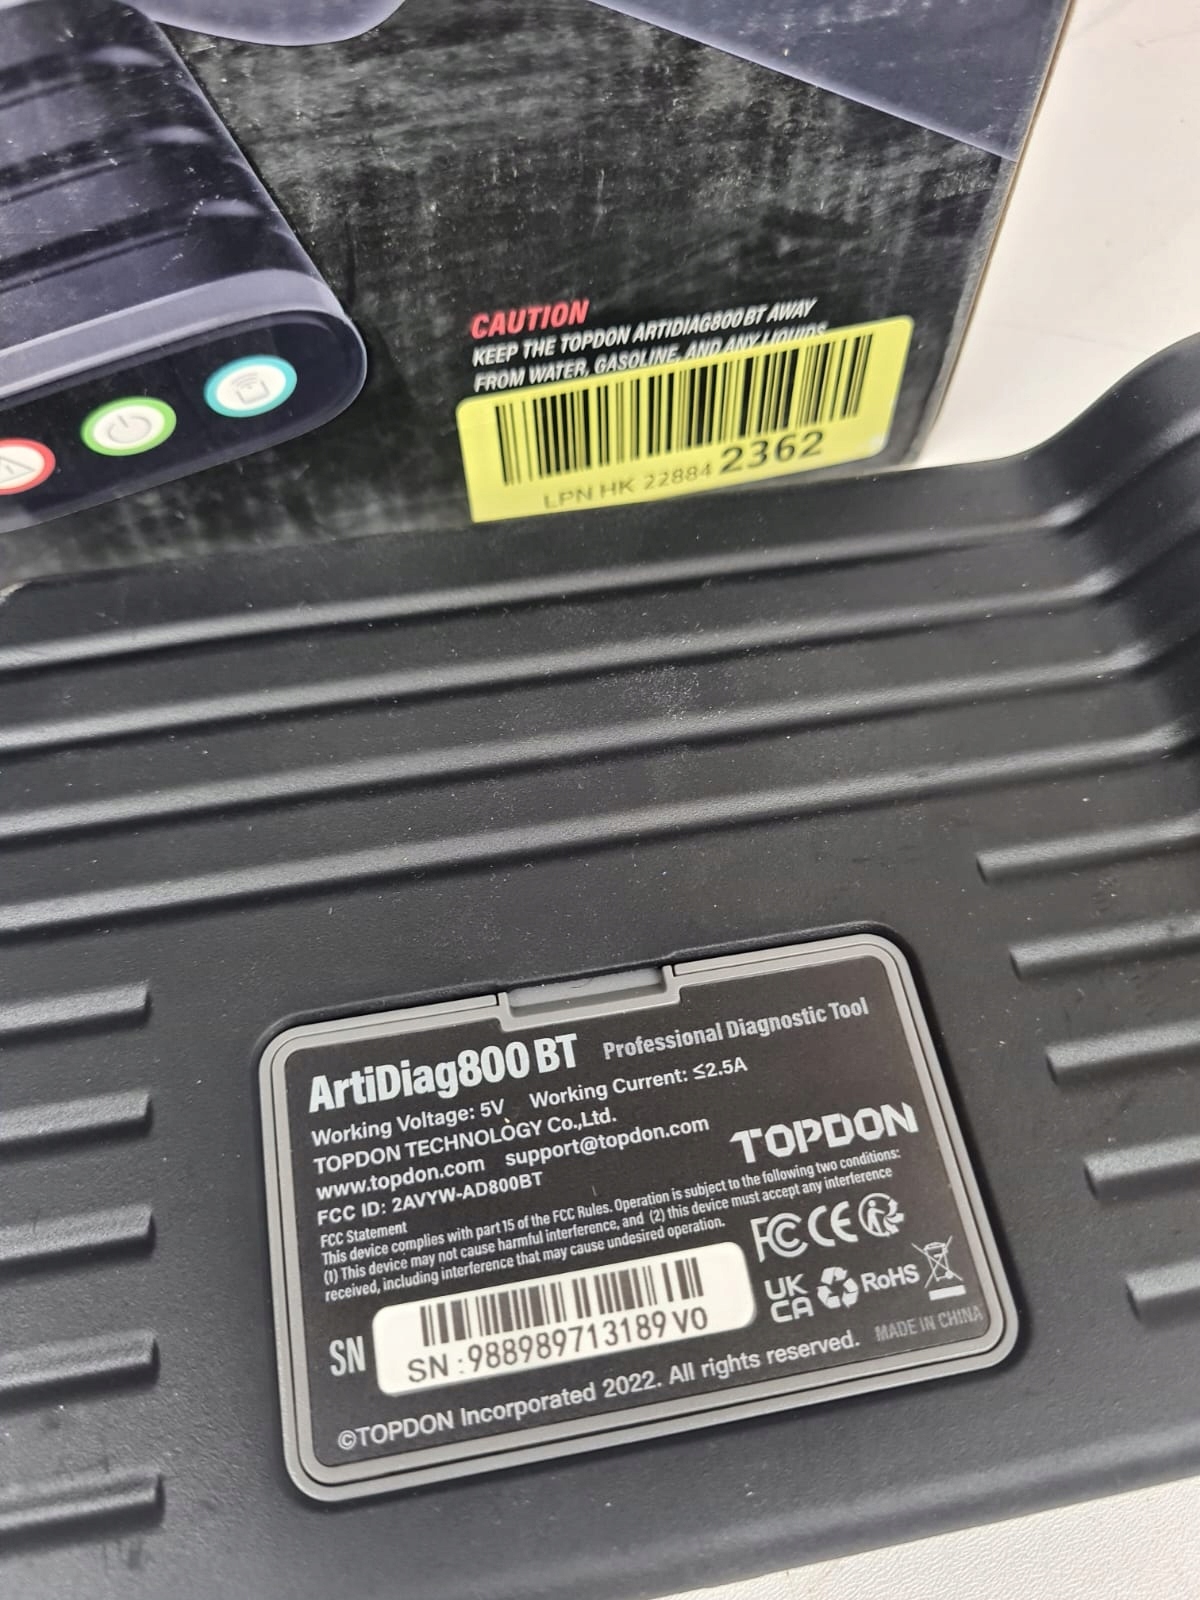 CAUTION
KEEP THE TOPDON ARTIDIAG800 BT AWAY
FROM WATER, GASOLINE, AND ANY LIQUIDS
LPN HK 22884 2362
ArtiDiag800 BT Professional Diagnostic Tool
Working Voltage: 5V Working Current: ≤2.5A
TOPDON TECHNOLOGY Co.,Ltd.
www.topdon.com support@topdon.com
TOPDON
FCC ID: 2AVYW-AD800BT
FCC Statement
This device complies with part 15 of the FCC Rules. Operation is subject to the following two conditions:
(1) This device may not cause harmful interference, and (2) this device must accept any interference
received, including interference that may cause undesired operation.
FC CE
UK
CA
RoHS
SN
SN:988989713189V0
MADE IN CHINA
©TOPDON Incorporated 2022. All rights reserved.